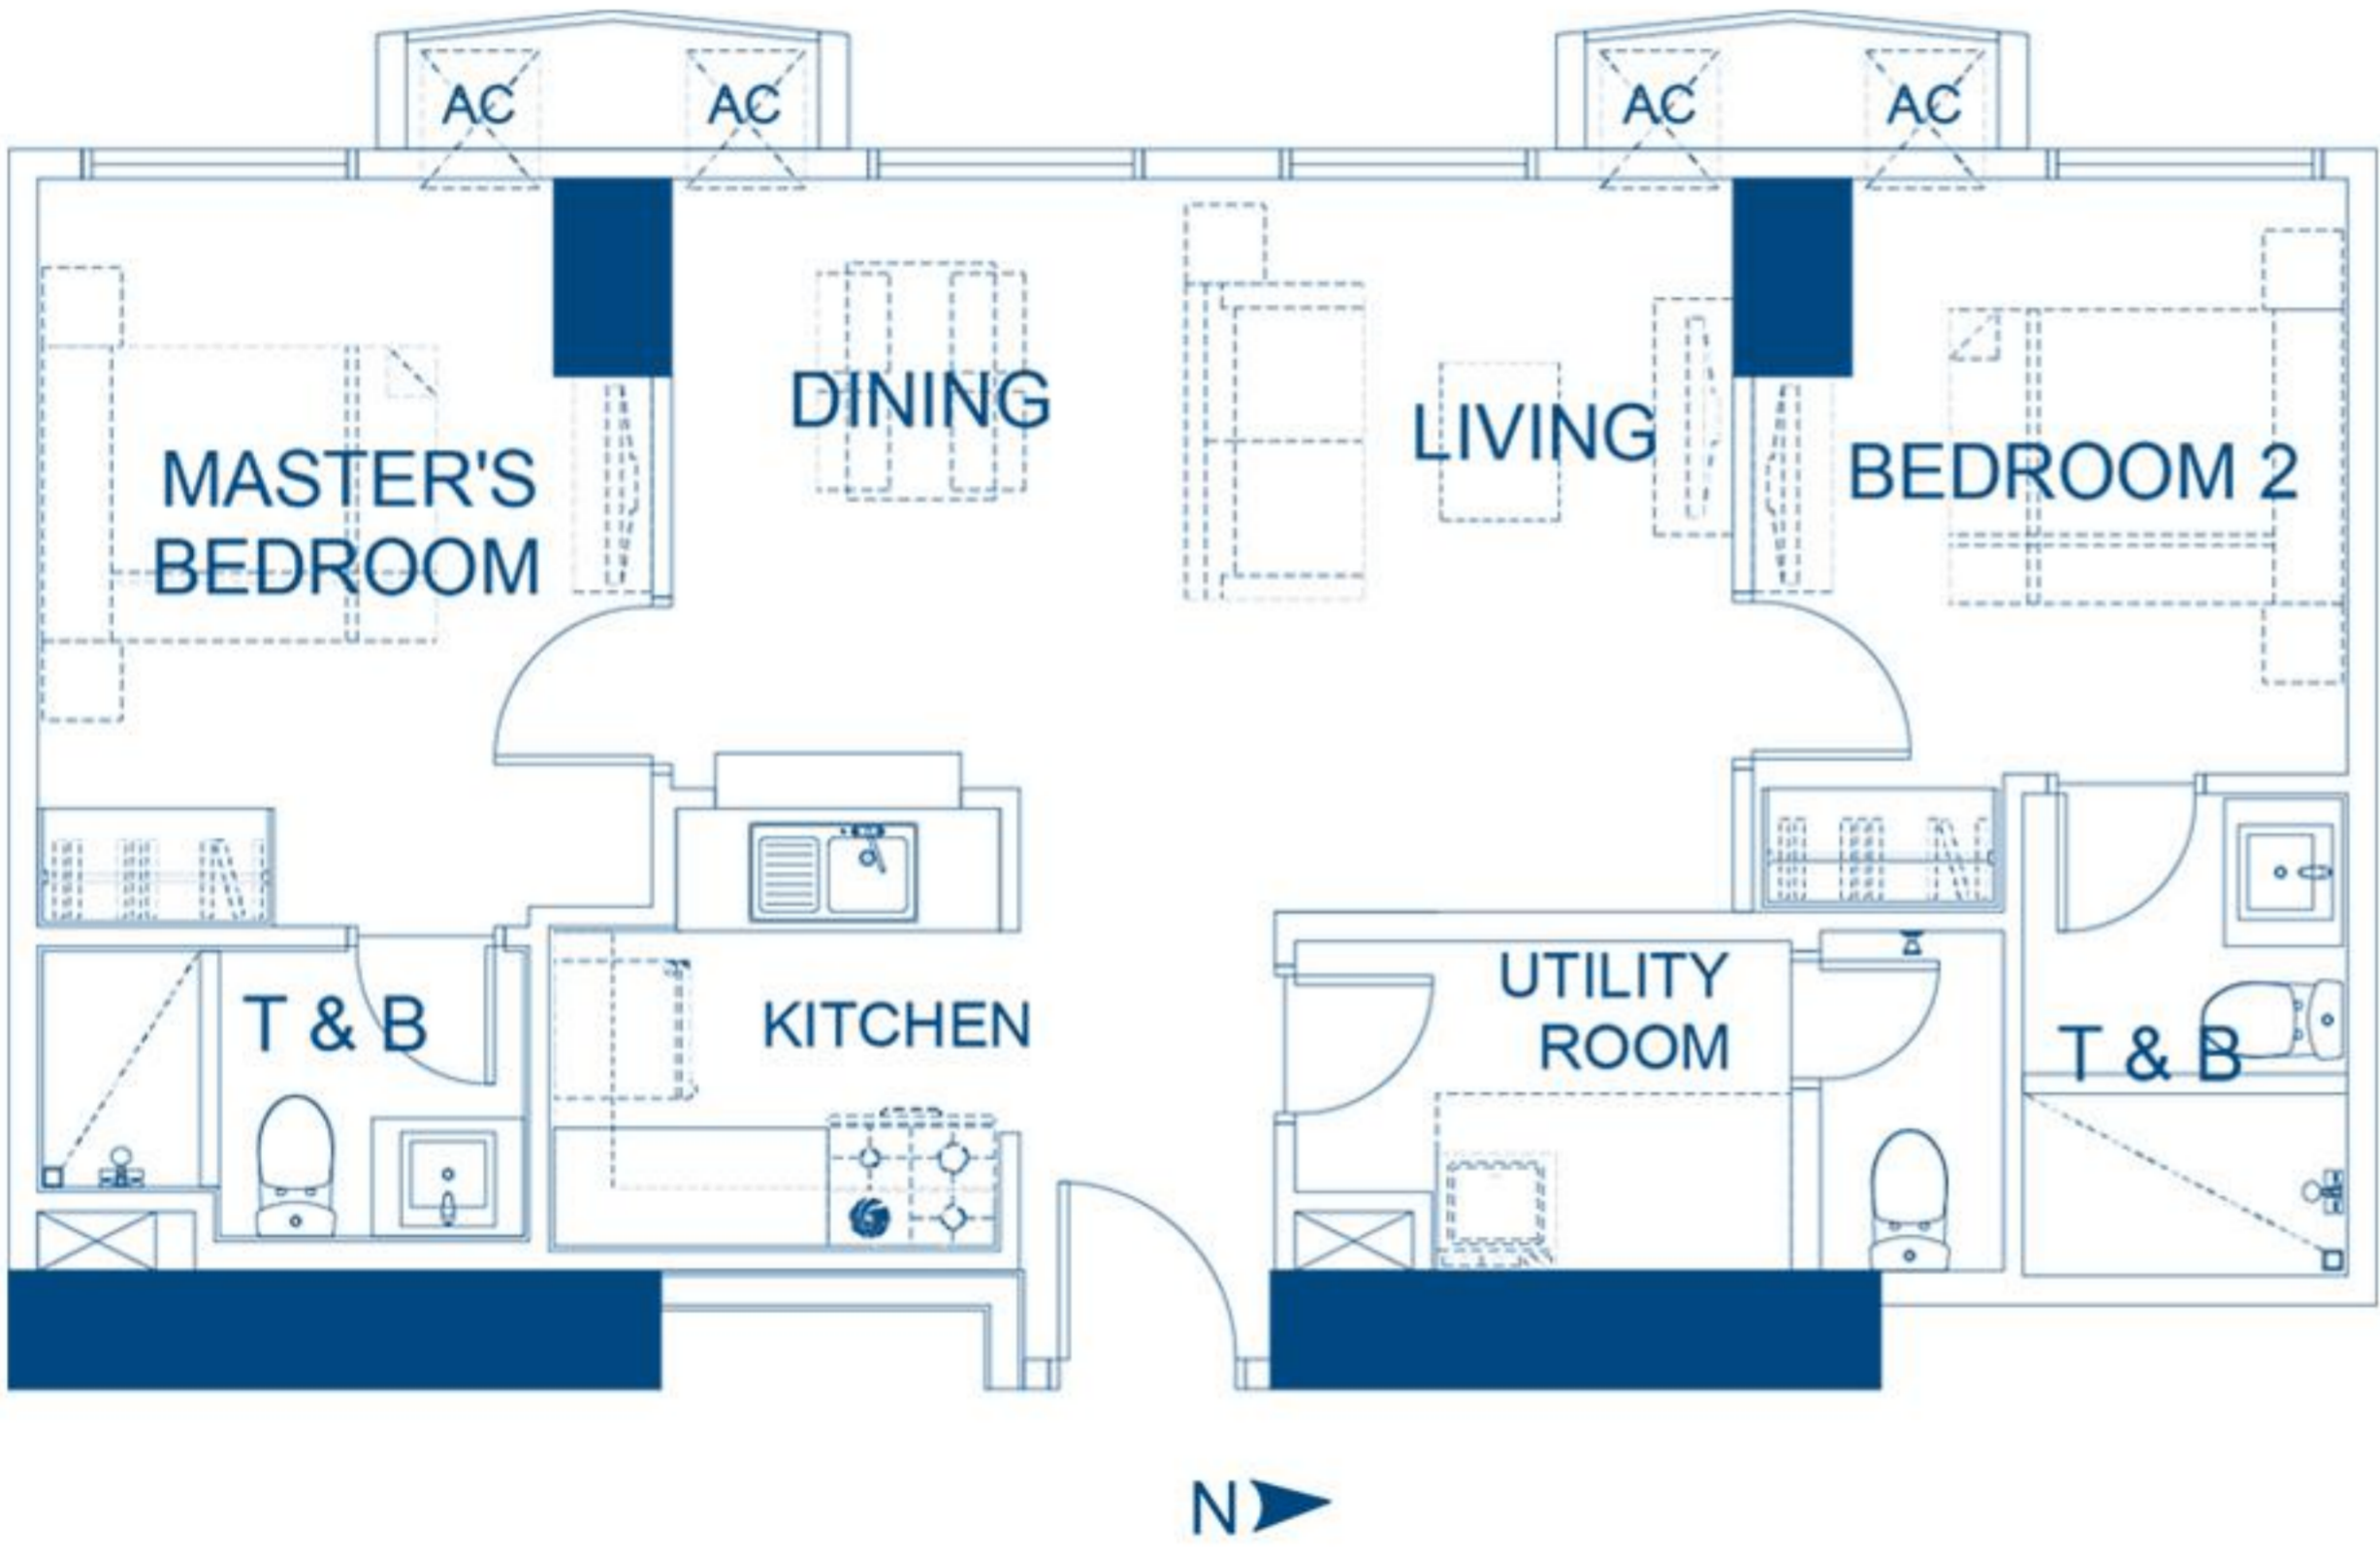 AC
AC
AC
AC
DINING
LIVING
MASTER'S
BEDROOM
BEDROOM 2
T & B
KITCHEN
UTILITY
ROOM
T & B
N